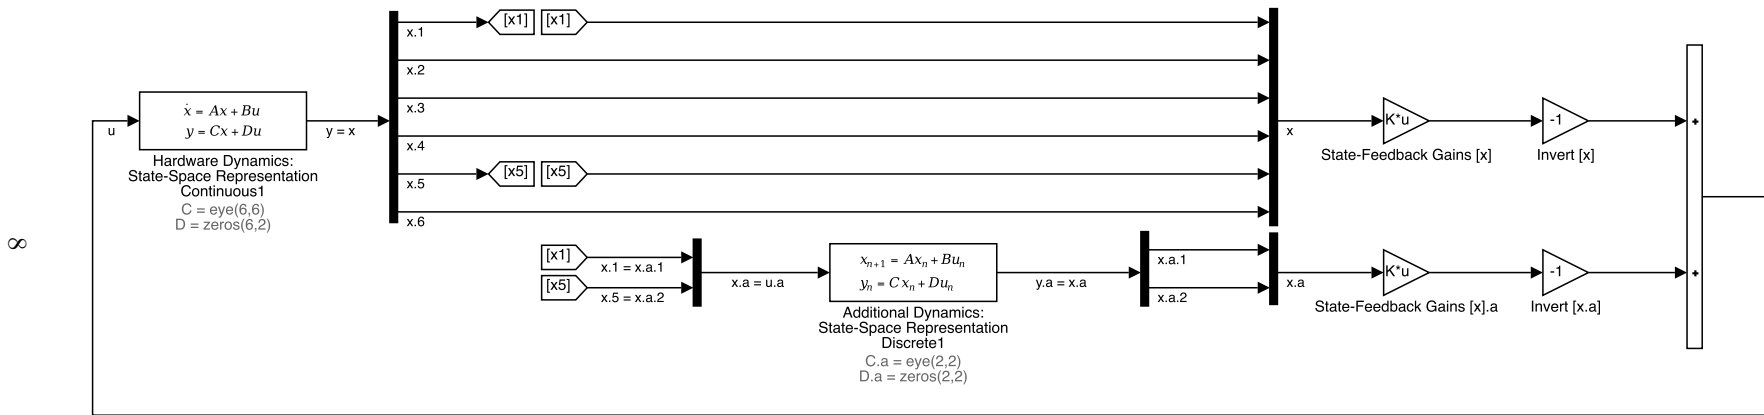 [x1] [x1]
x.1
x.2
ẋ = Ax + Bu
x.3
y = Cx + Du
u
y = x
x
K*u
-1
+
x.4
Hardware Dynamics:
State-Space Representation
Continuous1
State-Feedback Gains [x]
Invert [x]
[x5] [x5]
x.5
C = eye(6,6)
D = zeros(6,2)
x.6
∞
[x1]
x.1 = x.a.1
xₙ₊₁ = Axₙ + Buₙ
x.a.1
[x5]
x.a = u.a
yₙ = Cxₙ + Duₙ
y.a = x.a
x.a
K*u
-1
+
x.5 = x.a.2
x.a.2
Additional Dynamics:
State-Space Representation
Discrete1
State-Feedback Gains [x].a
Invert [x.a]
C.a = eye(2,2)
D.a = zeros(2,2)